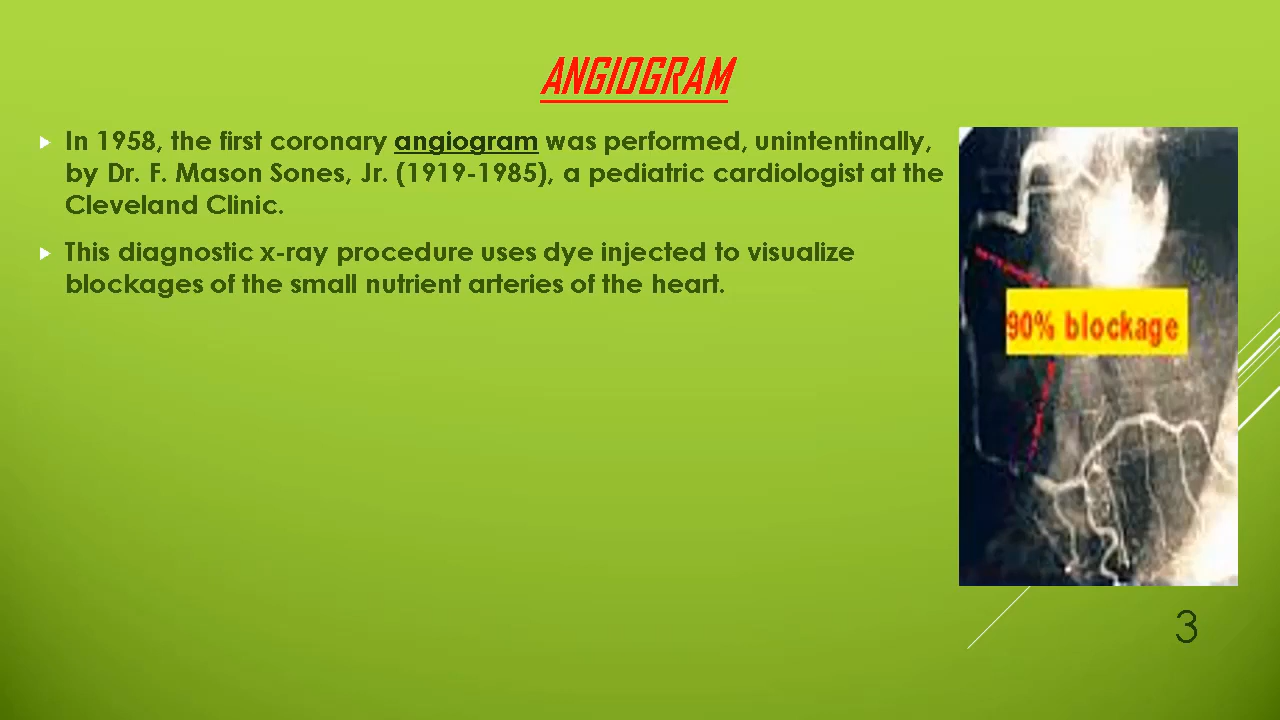 ANGIOGRAM
In 1958, the first coronary angiogram was performed, unintentinally,
by Dr. F. Mason Sones, Jr. (1919-1985), a pediatric cardiologist at the
Cleveland Clinic.
This diagnostic x-ray procedure uses dye injected to visualize
blockages of the small nutrient arteries of the heart.
90% blockage
3